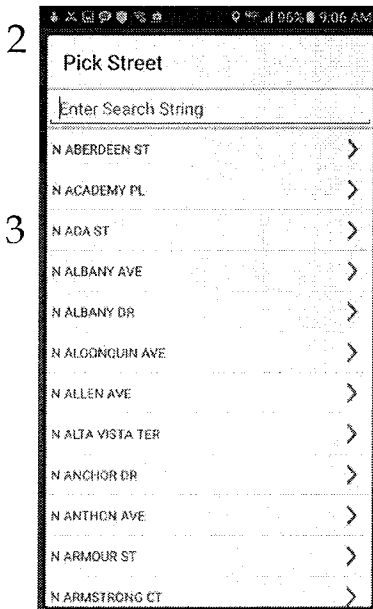 96% 9:06 AM
2
Pick Street
Enter Search String
N ABERDEEN ST
N ACADEMY PL
3
N ADA ST
N ALBANY AVE
N ALBANY DR
N ALGONQUIN AVE
N ALLEN AVE
N ALTA VISTA TER
N ANCHOR DR
N ANTHON AVE
N ARMOUR ST
N ARMSTRONG CT